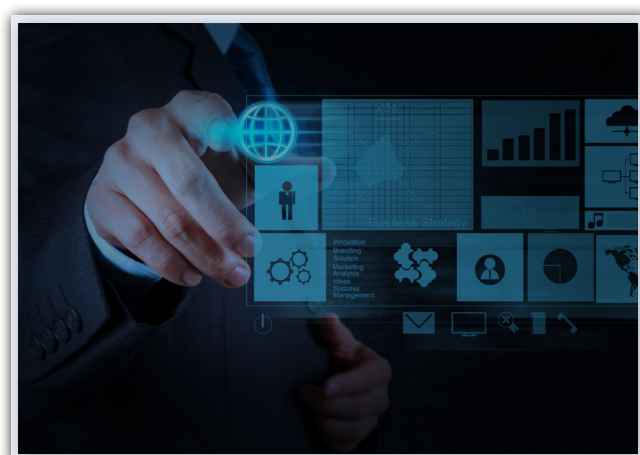 Business Strategy
Innovation
Branding
Solution
Marketing
Analysis
Ideas
Success
Management